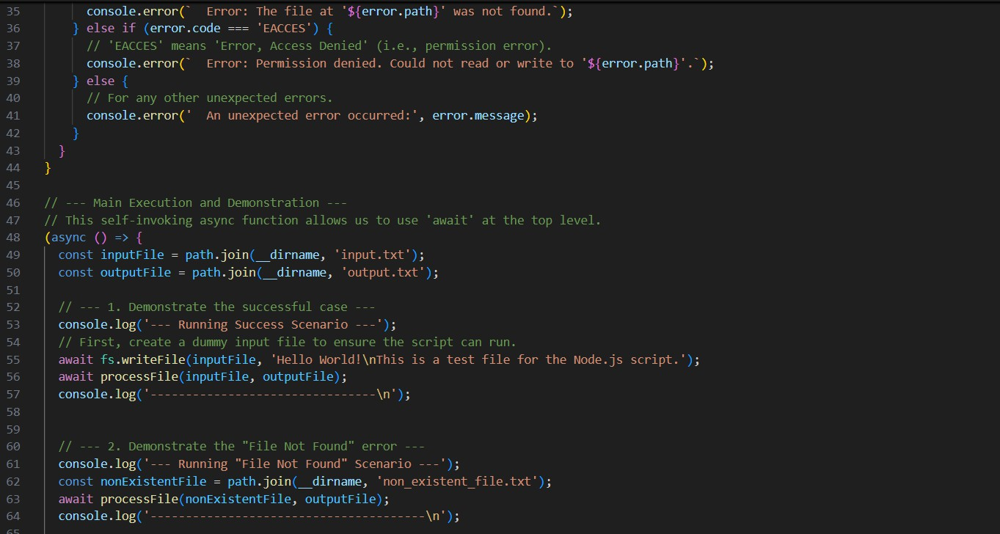 35 console.error(`  Error: The file at '${error.path}' was not found.`);
36 } else if (error.code === 'EACCES') {
37 // 'EACCES' means 'Error, Access Denied' (i.e., permission error).
38 console.error(`  Error: Permission denied. Could not read or write to '${error.path}'.`);
39 } else {
40 // For any other unexpected errors.
41 console.error('  An unexpected error occurred:', error.message);
42 }
43 }
44 }
45
46 // --- Main Execution and Demonstration ---
47 // This self-invoking async function allows us to use 'await' at the top level.
48 (async () => {
49 const inputFile = path.join(__dirname, 'input.txt');
50 const outputFile = path.join(__dirname, 'output.txt');
51
52 // --- 1. Demonstrate the successful case ---
53 console.log('--- Running Success Scenario ---');
54 // First, create a dummy input file to ensure the script can run.
55 await fs.writeFile(inputFile, 'Hello World!\nThis is a test file for the Node.js script.');
56 await processFile(inputFile, outputFile);
57 console.log('--------------------------------\n');
58
59
60 // --- 2. Demonstrate the "File Not Found" error ---
61 console.log('--- Running "File Not Found" Scenario ---');
62 const nonExistentFile = path.join(__dirname, 'non_existent_file.txt');
63 await processFile(nonExistentFile, outputFile);
64 console.log('---------------------------------------\n');
65